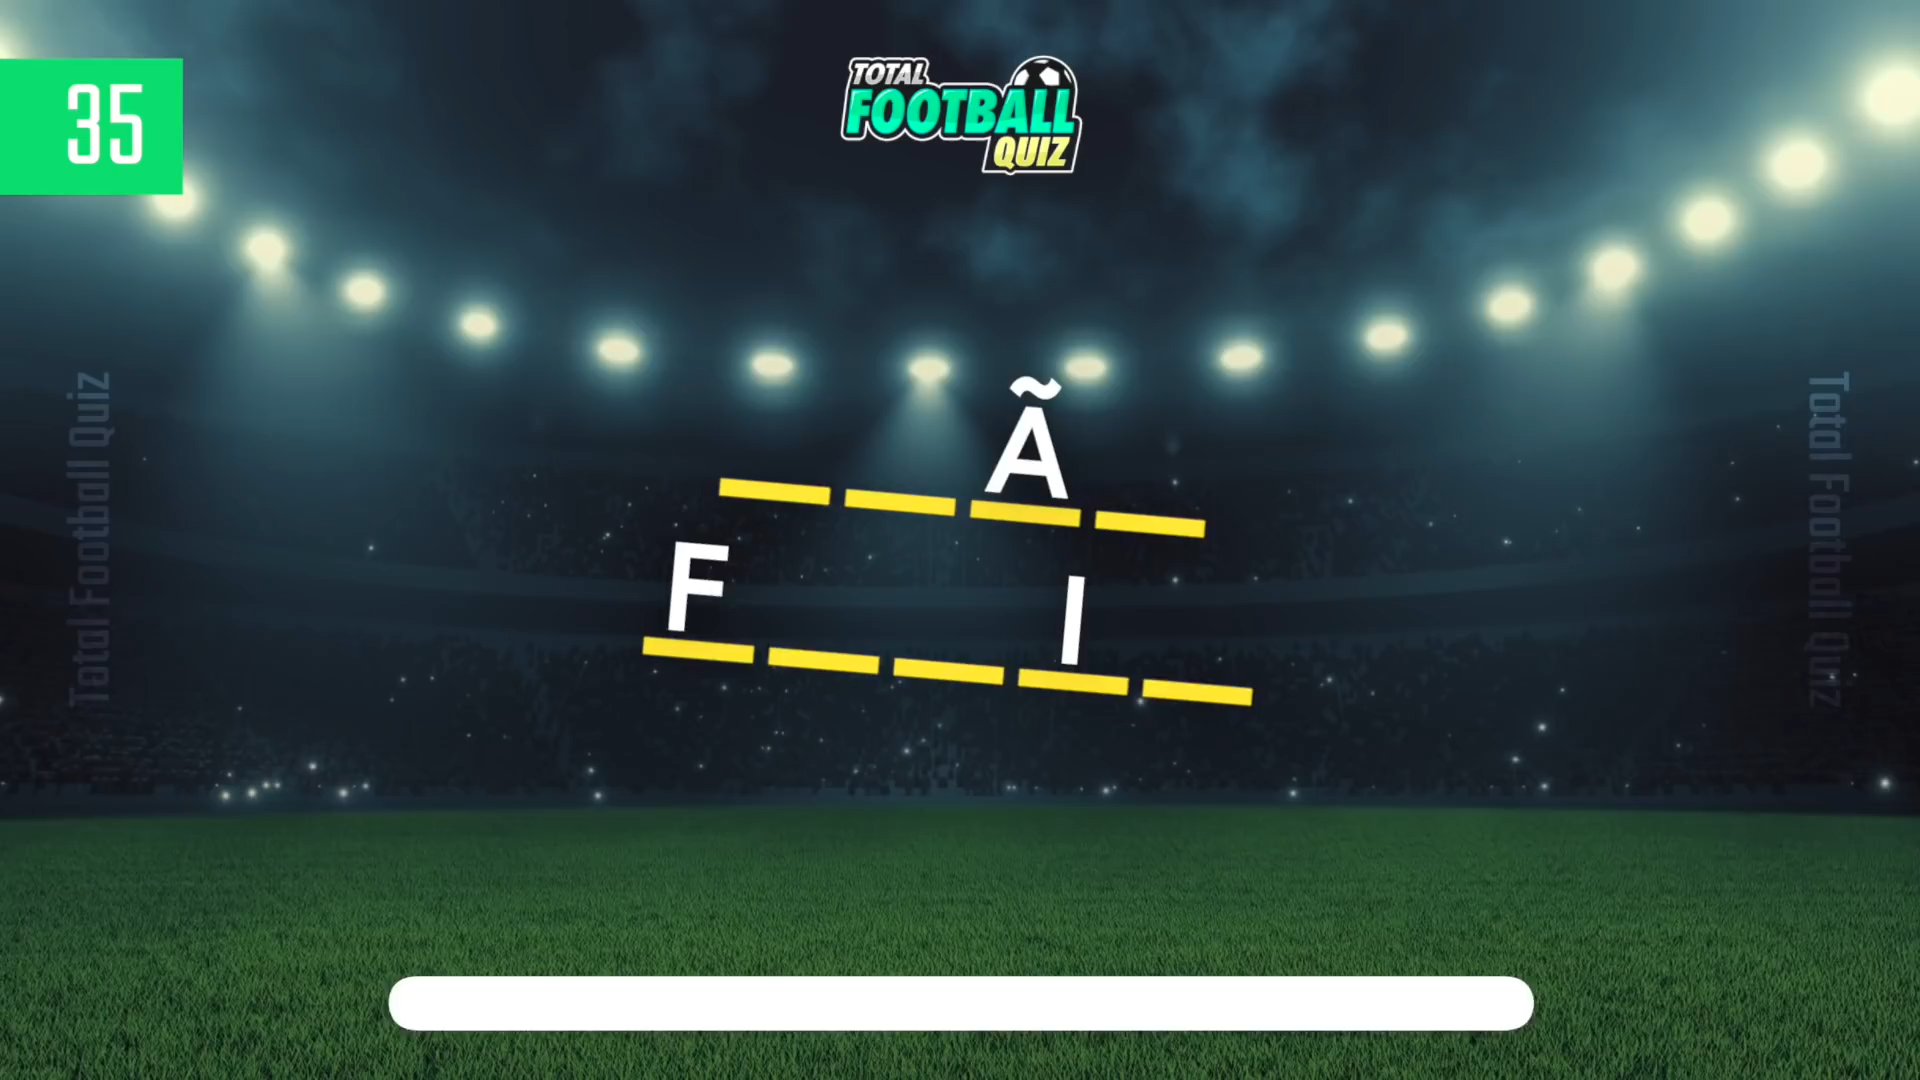 35
TOTAL
FOOTBALL
QUIZ
Total Football Quiz
Total Football Quiz
Ã
F I